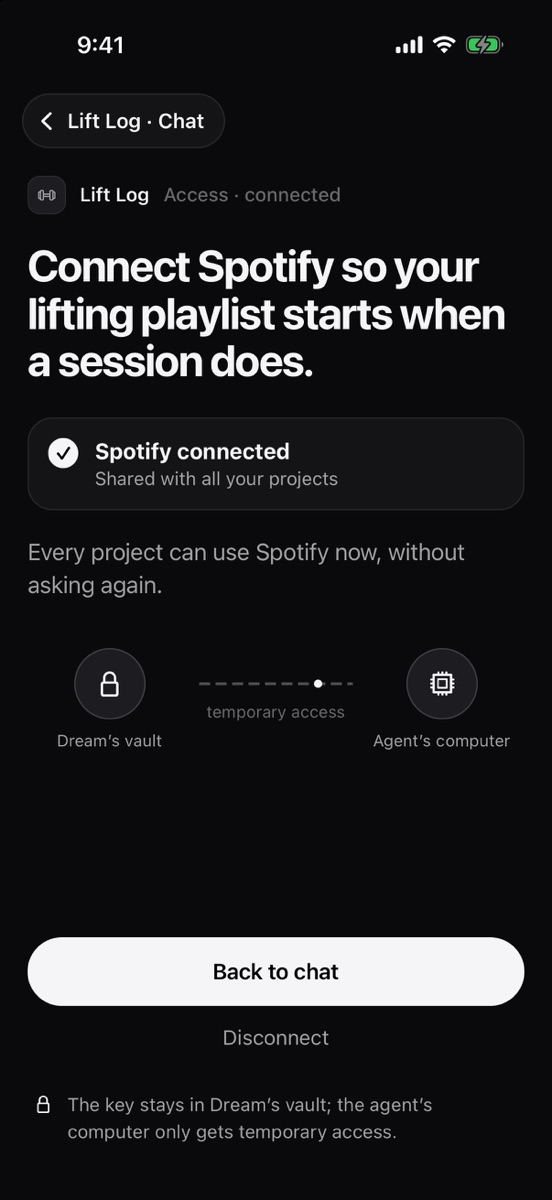 9:41
Lift Log · Chat
Lift Log Access · connected
Connect Spotify so your
lifting playlist starts when
a session does.
Spotify connected
Shared with all your projects
Every project can use Spotify now, without
asking again.
temporary access
Dream’s vault
Agent’s computer
Back to chat
Disconnect
The key stays in Dream’s vault; the agent’s
computer only gets temporary access.